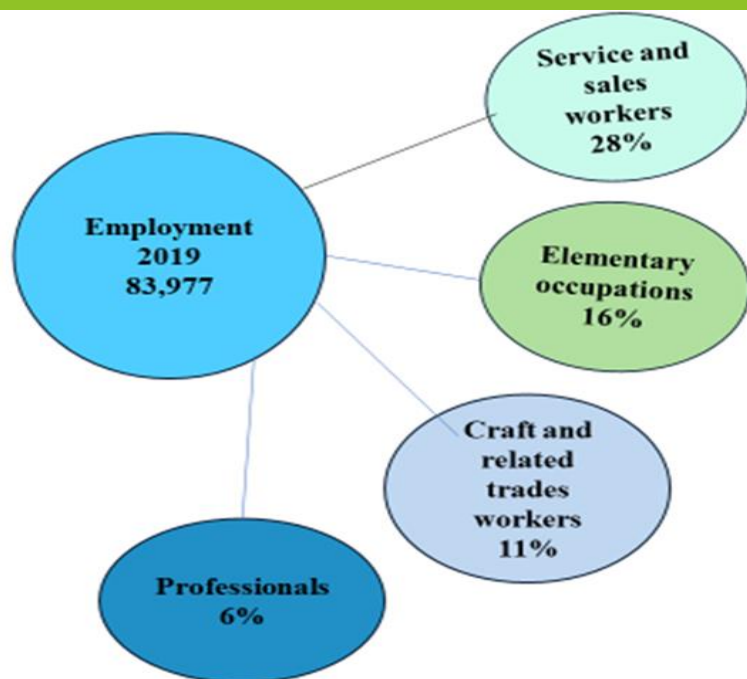 Service and
sales
workers
28%
Employment
2019
83,977
Elementary
occupations
16%
Craft and
related
trades
workers
11%
Professionals
6%